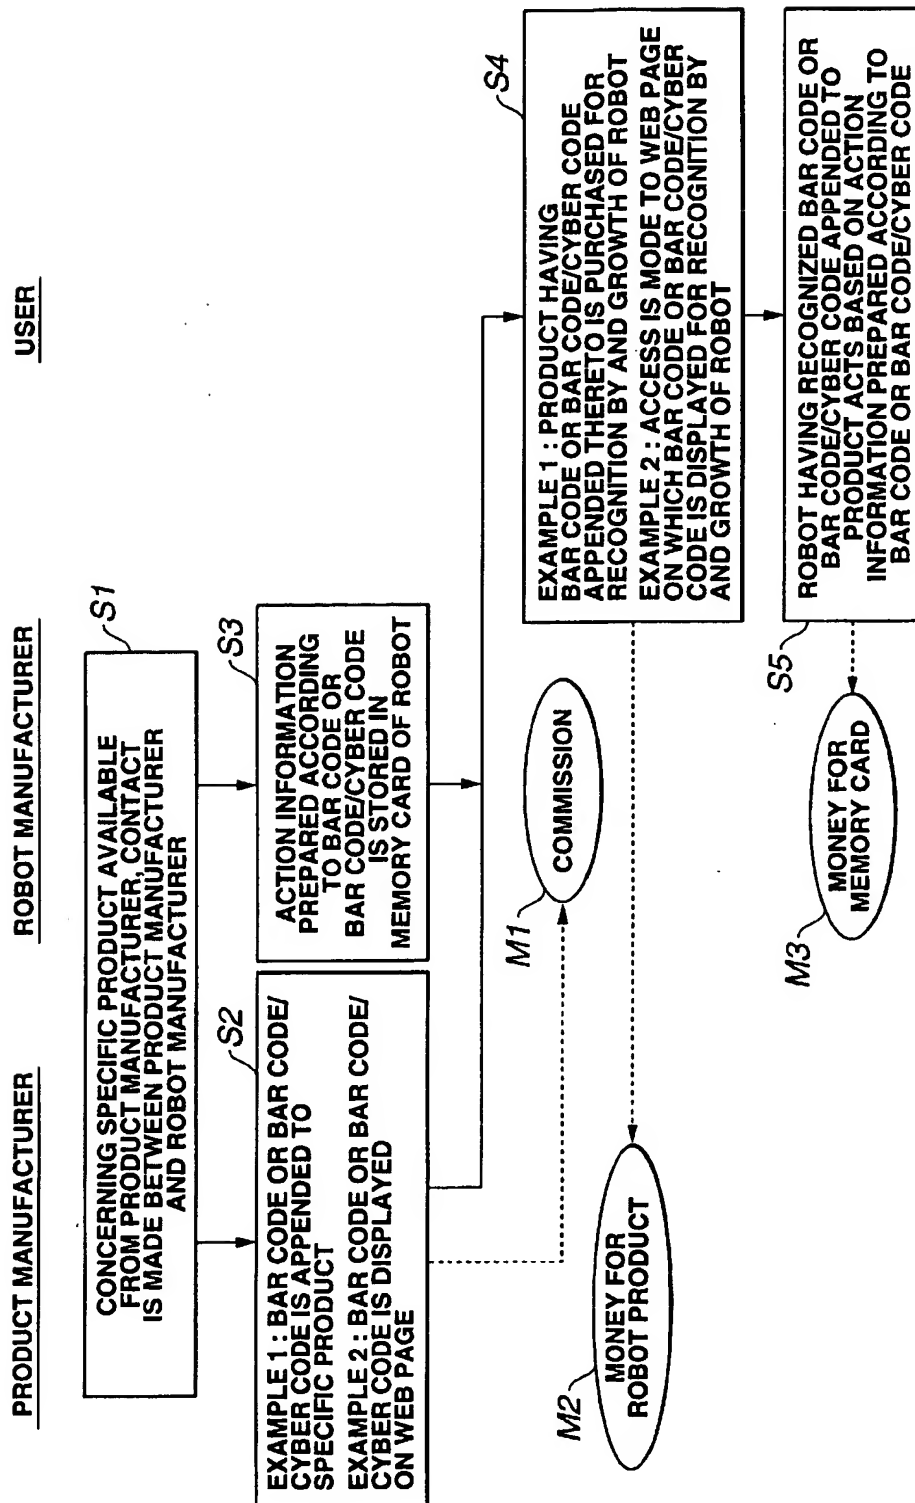 PRODUCT MANUFACTURER
ROBOT MANUFACTURER
USER
S1
CONCERNING SPECIFIC PRODUCT AVAILABLE
FROM PRODUCT MANUFACTURER, CONTACT
IS MADE BETWEEN PRODUCT MANUFACTURER
AND ROBOT MANUFACTURER
S2
EXAMPLE 1 : BAR CODE OR BAR CODE/
CYBER CODE IS APPENDED TO
SPECIFIC PRODUCT
EXAMPLE 2 : BAR CODE OR BAR CODE/
CYBER CODE IS DISPLAYED
ON WEB PAGE
S3
ACTION INFORMATION
PREPARED ACCORDING
TO BAR CODE OR
BAR CODE/CYBER CODE
IS STORED IN
MEMORY CARD OF ROBOT
M1
COMMISSION
S4
EXAMPLE 1 : PRODUCT HAVING
BAR CODE OR BAR CODE/CYBER CODE
APPENDED THERETO IS PURCHASED FOR
RECOGNITION BY AND GROWTH OF ROBOT
EXAMPLE 2 : ACCESS IS MODE TO WEB PAGE
ON WHICH BAR CODE OR BAR CODE/CYBER
CODE IS DISPLAYED FOR RECOGNITION BY
AND GROWTH OF ROBOT
M2
MONEY FOR
ROBOT PRODUCT
S5
ROBOT HAVING RECOGNIZED BAR CODE OR
BAR CODE/CYBER CODE APPENDED TO
PRODUCT ACTS BASED ON ACTION
INFORMATION PREPARED ACCORDING TO
BAR CODE OR BAR CODE/CYBER CODE
M3
MONEY FOR
MEMORY CARD